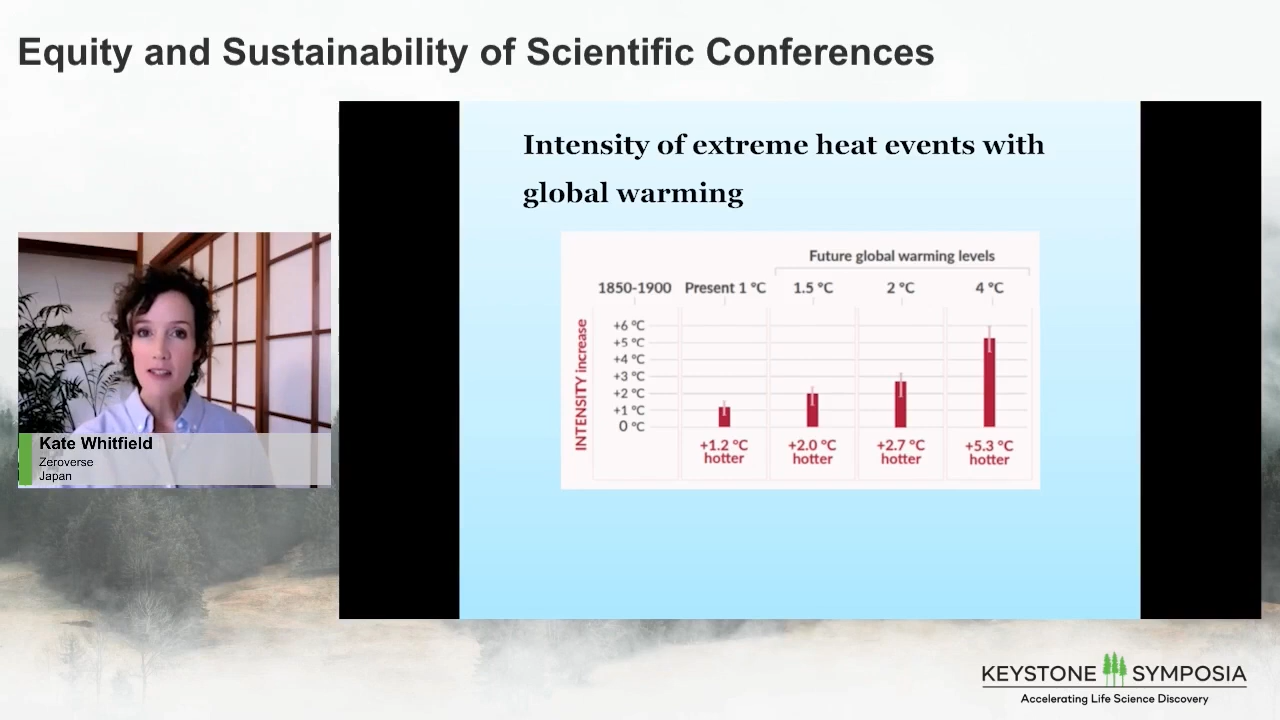 Equity and Sustainability of Scientific Conferences
Intensity of extreme heat events with
global warming
Future global warming levels
1850-1900 Present 1 °C 1.5 °C 2 °C 4 °C
INTENSITY increase
+6 °C
+5 °C
+4 °C
+3 °C
+2 °C
+1 °C
0 °C
+1.2 °C +2.0 °C +2.7 °C +5.3 °C
hotter hotter hotter hotter
Kate Whitfield
Zeroverse
Japan
KEYSTONE SYMPOSIA
Accelerating Life Science Discovery